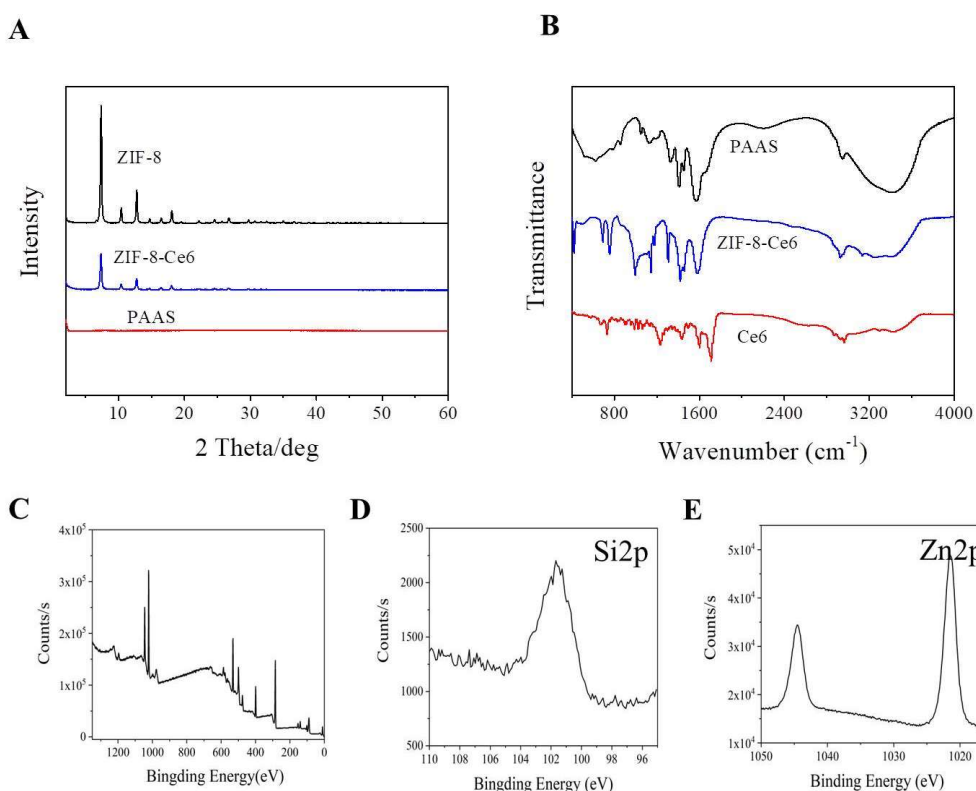 A
ZIF-8
ZIF-8-Ce6
PAAS
Intensity
10 20 30 40 50 60
2 Theta/deg
B
PAAS
ZIF-8-Ce6
Ce6
Transmittance
800 1600 2400 3200 4000
Wavenumber (cm⁻¹)
C
4x10⁵
3x10⁵
2x10⁵
1x10⁵
0
Counts/s
1200 1000 800 600 400 200 0
Bingding Energy(eV)
D
Si2p
2500
2000
1500
1000
500
Counts/s
110 108 106 104 102 100 98 96
Binding Energy (eV)
E
Zn2p
5x10⁴
4x10⁴
3x10⁴
2x10⁴
1x10⁴
Counts/s
1050 1040 1030 1020
Binding Energy (eV)